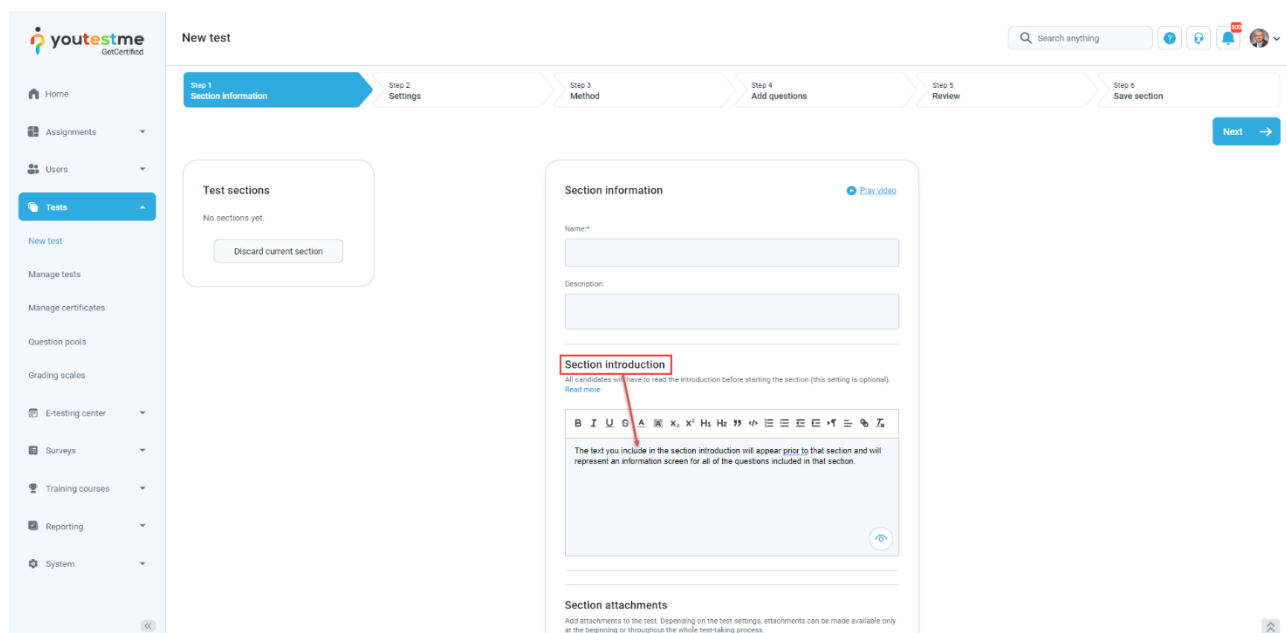 youtestme
GetCertified
New test
Search anything
?
500
Home
Assignments
Users
Tests
New test
Manage tests
Manage certificates
Question pools
Grading scales
E-testing center
Surveys
Training courses
Reporting
System
Step 1
Section information
Step 2
Settings
Step 3
Method
Step 4
Add questions
Step 5
Review
Step 6
Save section
Next
Test sections
No sections yet.
Discard current section
Section information
Play video
Name:*
Description:
Section introduction
All candidates will have to read the introduction before starting the section (this setting is optional).
Read more
B I U S A A X₂ X² H1 H2
The text you include in the section introduction will appear prior to that section and will
represent an information screen for all of the questions included in that section.
Section attachments
Add attachments to the test. Depending on the test settings, attachments can be made available only
at the beginning or throughout the whole test-taking process.